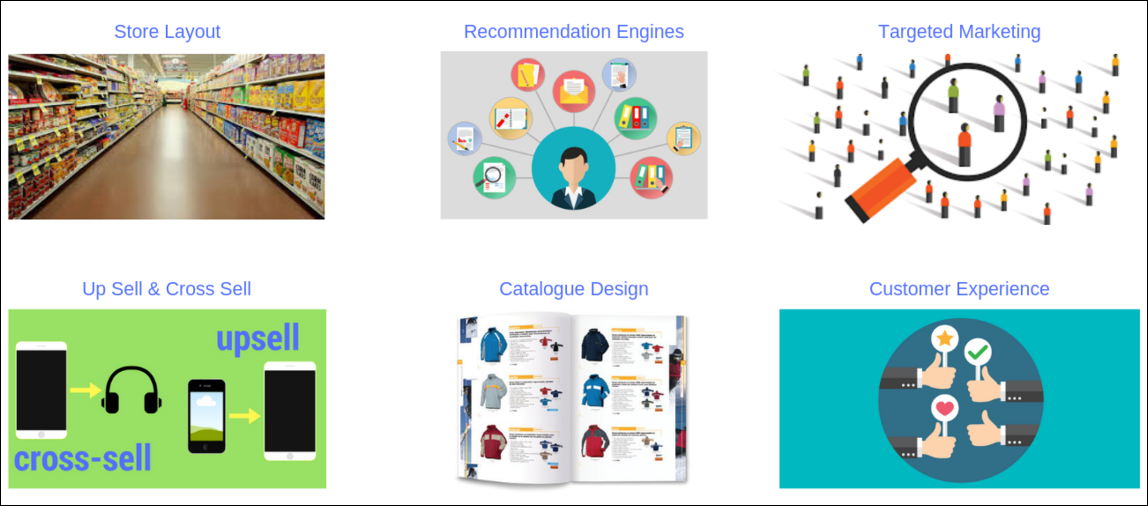 Store Layout
Recommendation Engines
Targeted Marketing
Up Sell & Cross Sell
Catalogue Design
Customer Experience
upsell
cross-sell